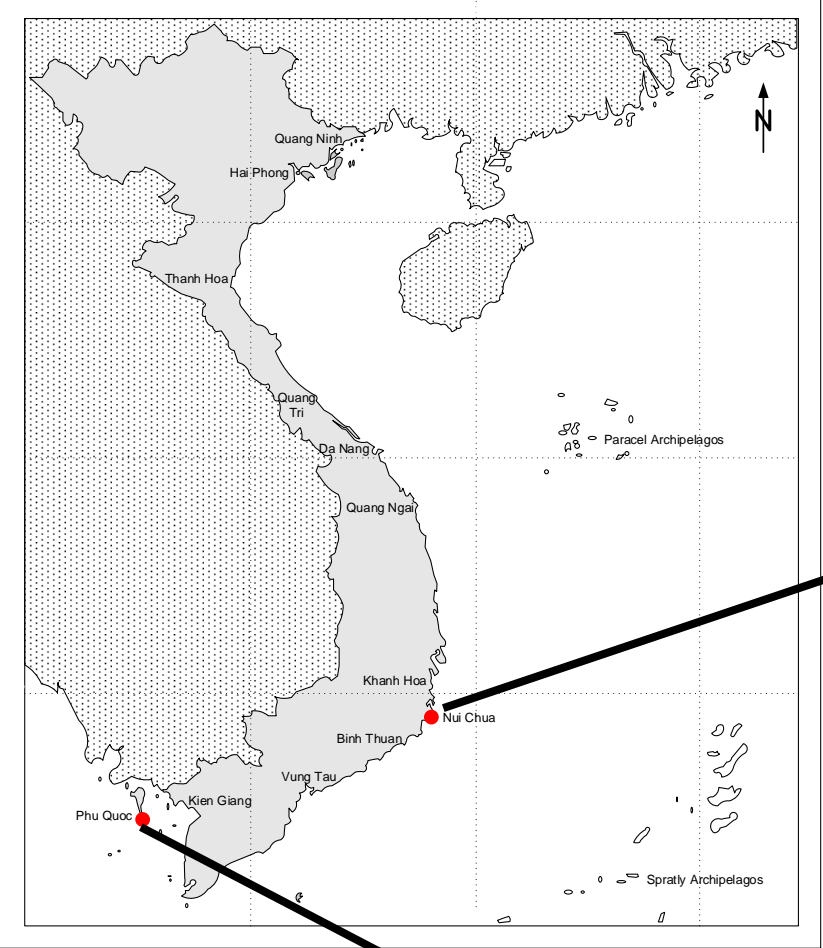 N
Quang Ninh
Hai Phong
Thanh Hoa
Quang
Tri
Paracel Archipelagos
Da Nang
Quang Ngai
Khanh Hoa
Nui Chua
Binh Thuan
Vung Tau
Kien Giang
Phu Quoc
Spratly Archipelagos